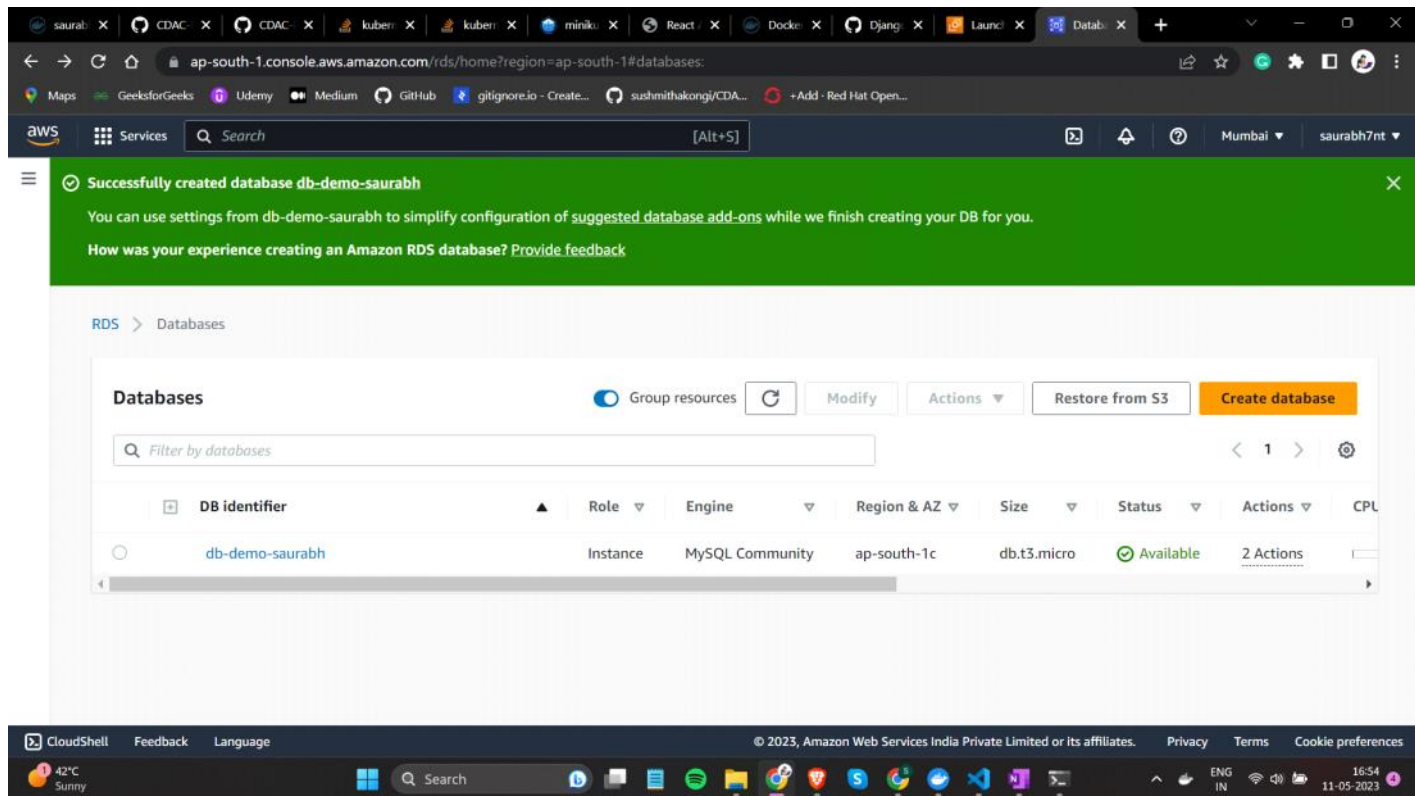 saurab CDAC- CDAC- kubern kubern miniku React / Docke Djang Launc Datab
ap-south-1.console.aws.amazon.com/rds/home?region=ap-south-1#databases:
Maps GeeksforGeeks Udemy Medium GitHub gitignore.io - Create... sushmithakongi/CDA... +Add · Red Hat Open...
aws Services Search [Alt+S] Mumbai saurabh7nt
Successfully created database db-demo-saurabh
You can use settings from db-demo-saurabh to simplify configuration of suggested database add-ons while we finish creating your DB for you.
How was your experience creating an Amazon RDS database? Provide feedback
RDS > Databases
Databases Group resources Modify Actions Restore from S3 Create database
Filter by databases 1
DB identifier Role Engine Region & AZ Size Status Actions CPU
db-demo-saurabh Instance MySQL Community ap-south-1c db.t3.micro Available 2 Actions
CloudShell Feedback Language © 2023, Amazon Web Services India Private Limited or its affiliates. Privacy Terms Cookie preferences
1 42°C Search ENG 16:54 4
Sunny IN 11-05-2023